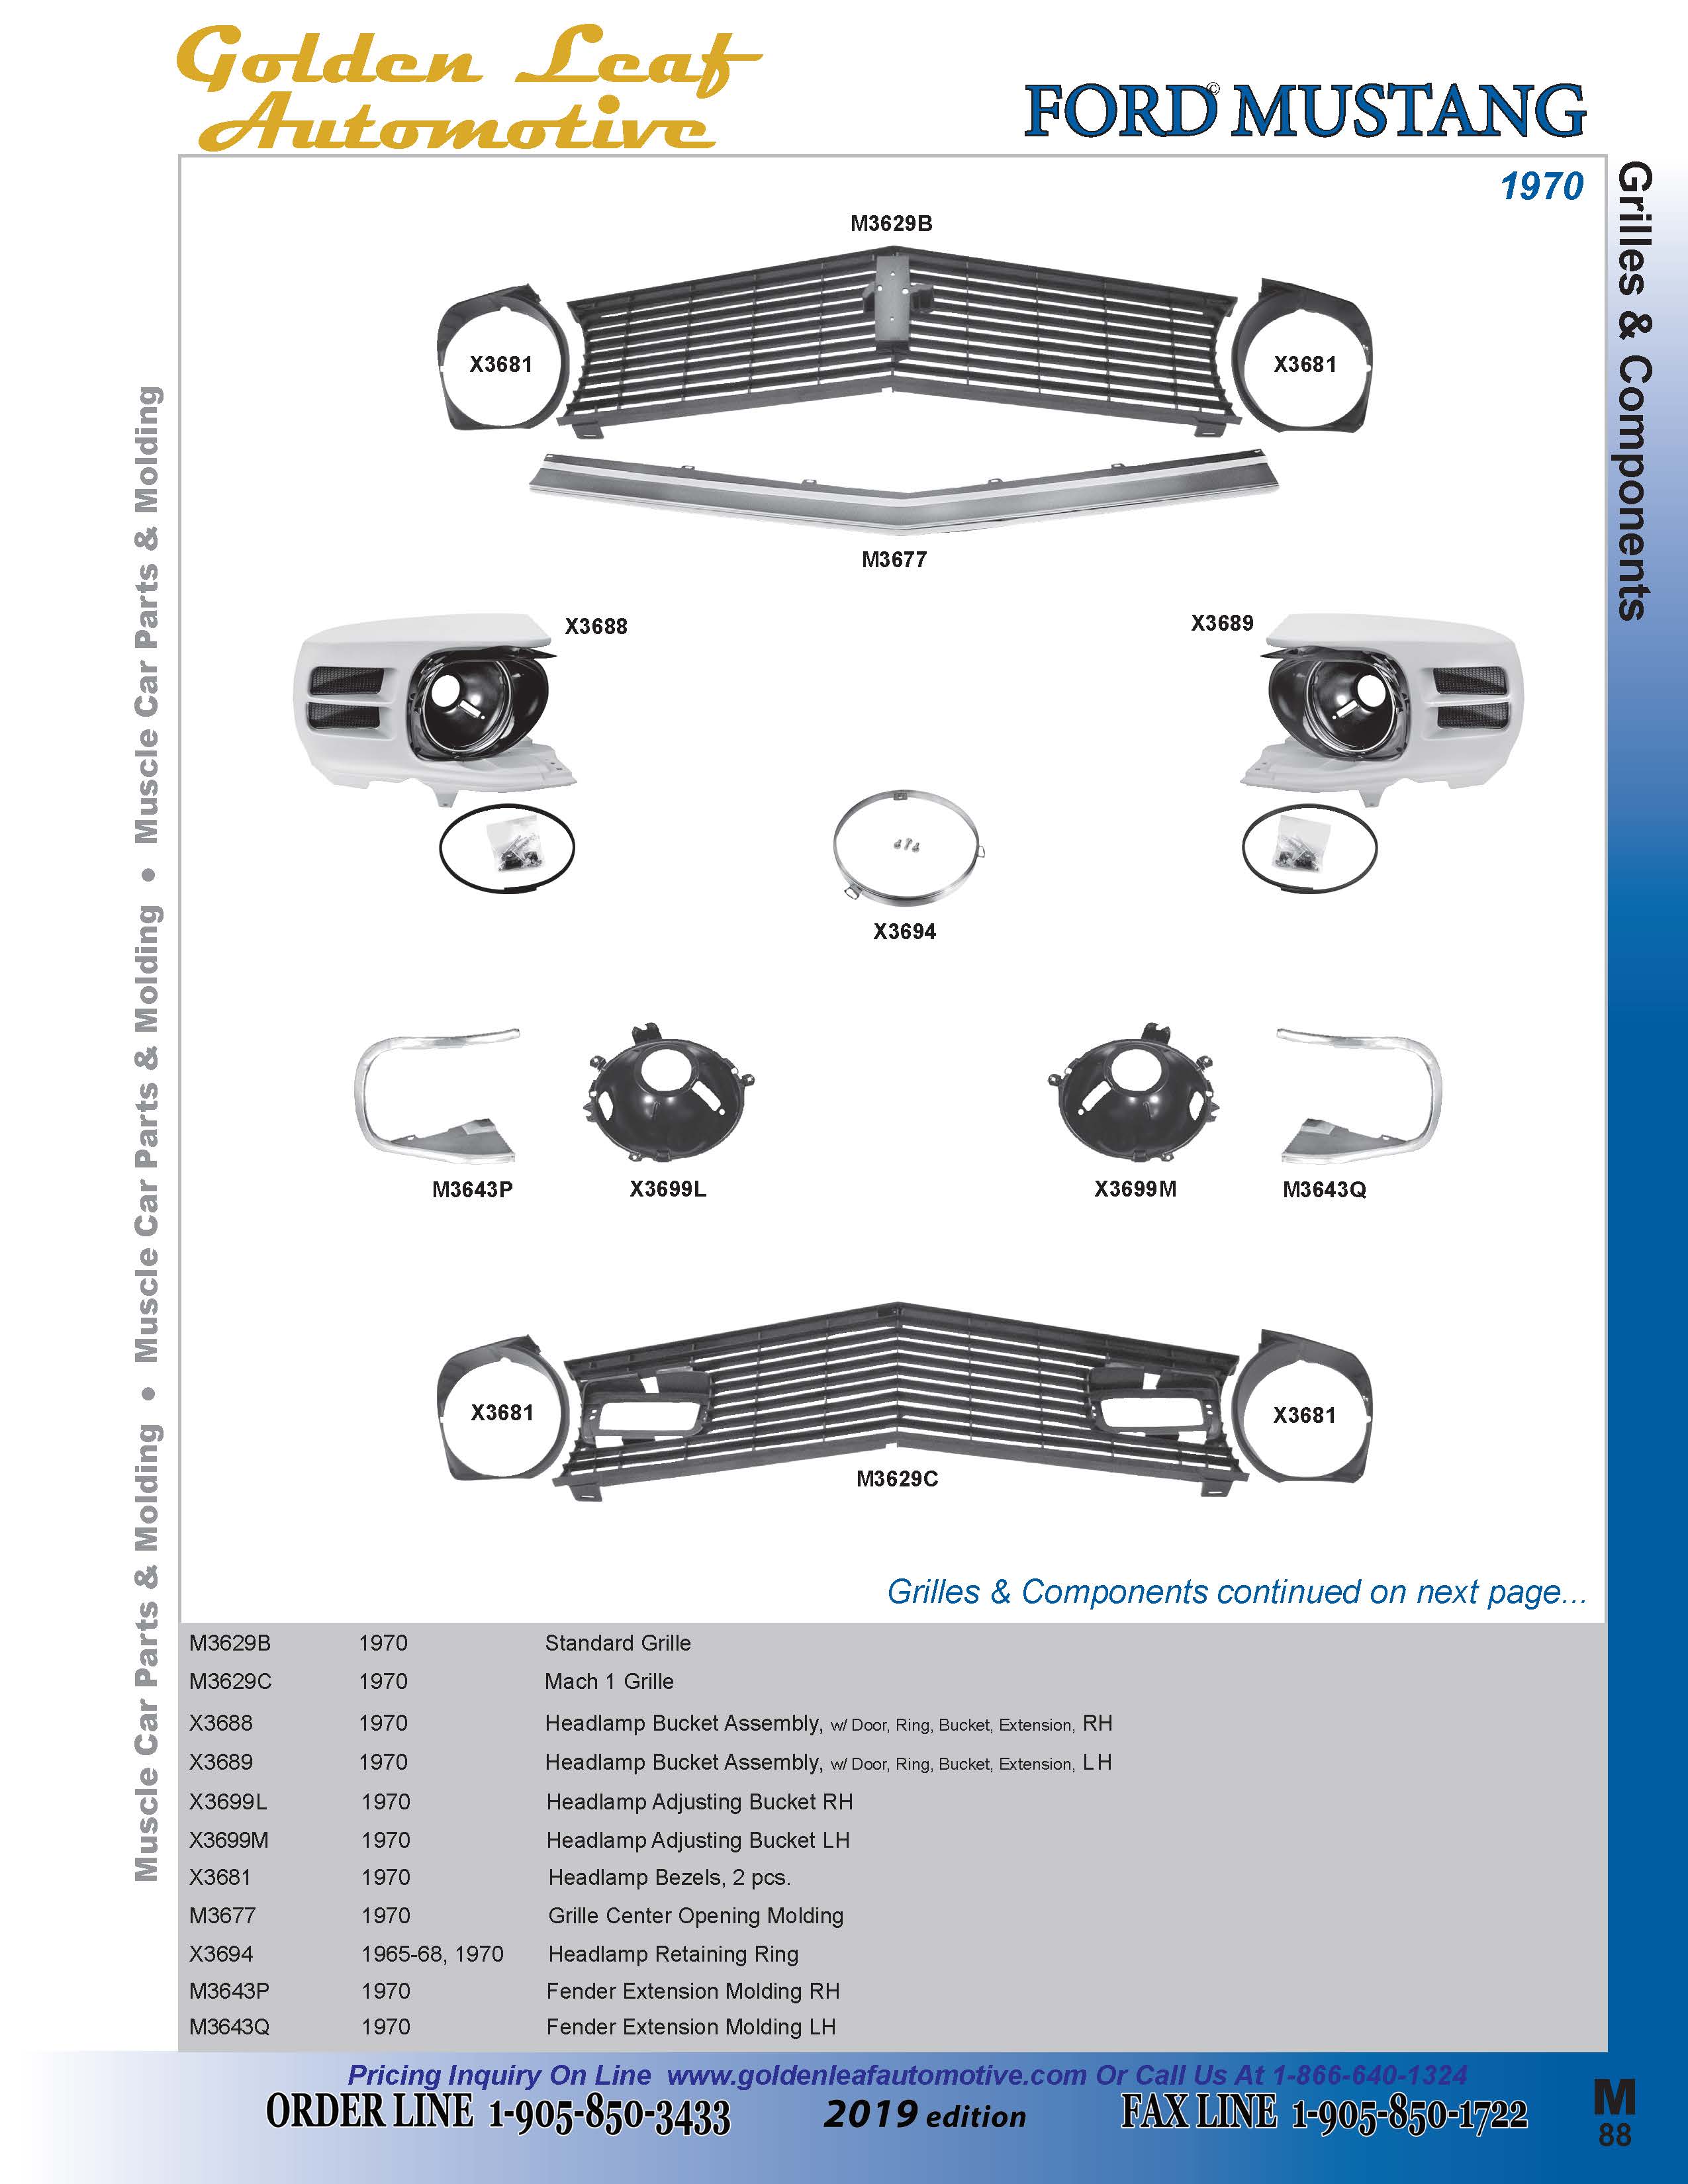 Golden Leaf
Automotive
FORD© MUSTANG
1970
Grilles & Components
Muscle Car Parts & Molding • Muscle Car Parts & Molding • Muscle Car Parts & Molding
M3629B
X3681
X3681
M3677
X3688
X3689
X3694
M3643P
X3699L
X3699M
M3643Q
X3681
X3681
M3629C
Grilles & Components continued on next page...
M3629B 1970 Standard Grille
M3629C 1970 Mach 1 Grille
X3688 1970 Headlamp Bucket Assembly, w/ Door, Ring, Bucket, Extension, RH
X3689 1970 Headlamp Bucket Assembly, w/ Door, Ring, Bucket, Extension, LH
X3699L 1970 Headlamp Adjusting Bucket RH
X3699M 1970 Headlamp Adjusting Bucket LH
X3681 1970 Headlamp Bezels, 2 pcs.
M3677 1970 Grille Center Opening Molding
X3694 1965-68, 1970 Headlamp Retaining Ring
M3643P 1970 Fender Extension Molding RH
M3643Q 1970 Fender Extension Molding LH
Pricing Inquiry On Line www.goldenleafautomotive.com Or Call Us At 1-866-640-1324
ORDER LINE 1-905-850-3433 2019 edition FAX LINE 1-905-850-1722
M
88